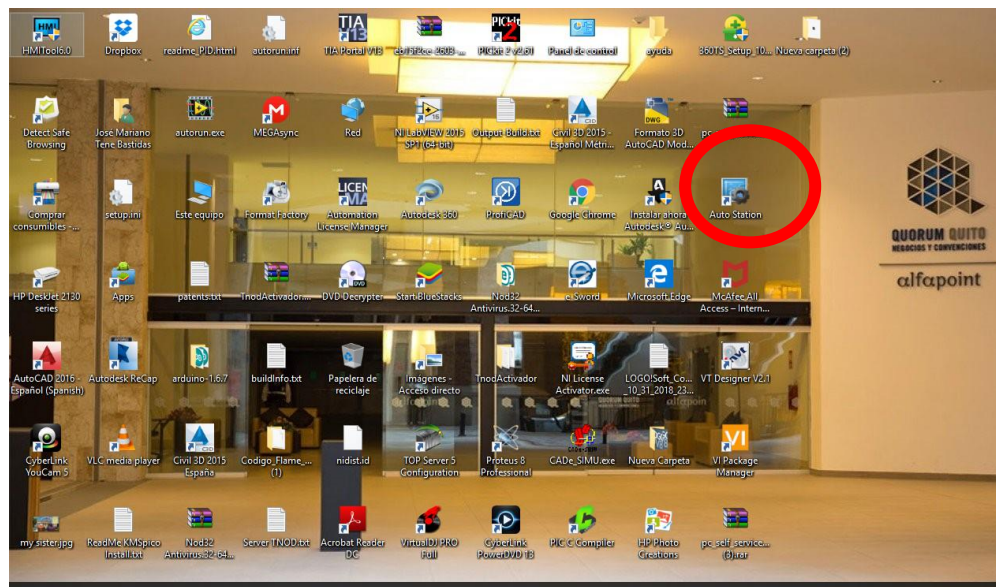 HMITool6.0
Dropbox
readme_PID.html
autorun.inf
TIA Portal V13
PICkit 2 v2.61
Panel de control
ayuda
360TS_Setup_10...
Nueva carpeta (2)
Detect Safe
Browsing
José Mariano
Tene Bastidas
autorun.exe
MEGAsync
Red
NI LabVIEW 2015
SP1 (64-bit)
Output-Build.txt
Civil 3D 2015 -
Español Métri...
Formato 3D
AutoCAD Mod...
Comprar
consumibles -...
setup.ini
Este equipo
Format Factory
Automation
License Manager
Autodesk 360
ProfiCAD
Google Chrome
Instalar ahora
Autodesk® Au...
Auto Station
QUORUM QUITO
NEGOCIOS Y CONVENCIONES
alfapoint
HP DeskJet 2130
series
Apps
patents.txt
TnodActivador....
DVD Decrypter
Start BlueStacks
Nod32
Antivirus.32-64...
e-Sword
Microsoft Edge
McAfee All
Access – Intern...
AutoCAD 2016 -
Español (Spanish)
Autodesk ReCap
arduino-1.6.7
buildInfo.txt
Papelera de
reciclaje
Imagenes -
Acceso directo
TnodActivador
NI License
Activator.exe
LOGO!Soft_Co...
_10_31_2018_23...
VT Designer V2.1
CyberLink
YouCam 5
VLC media player
Civil 3D 2015
España
Codigo_Flame_...
(1)
nidist.id
TOP Server 5
Configuration
Proteus 8
Professional
CADe_SIMU.exe
Nueva Carpeta
VI Package
Manager
my sister.jpg
ReadMe KMSpico
Install.txt
Nod32
Antivirus.32-64...
Server TNOD.txt
Acrobat Reader
DC
VirtualDJ PRO
Full
CyberLink
PowerDVD 13
PIC C Compiler
HP Photo
Creations
pc_self_service...
(3).rar